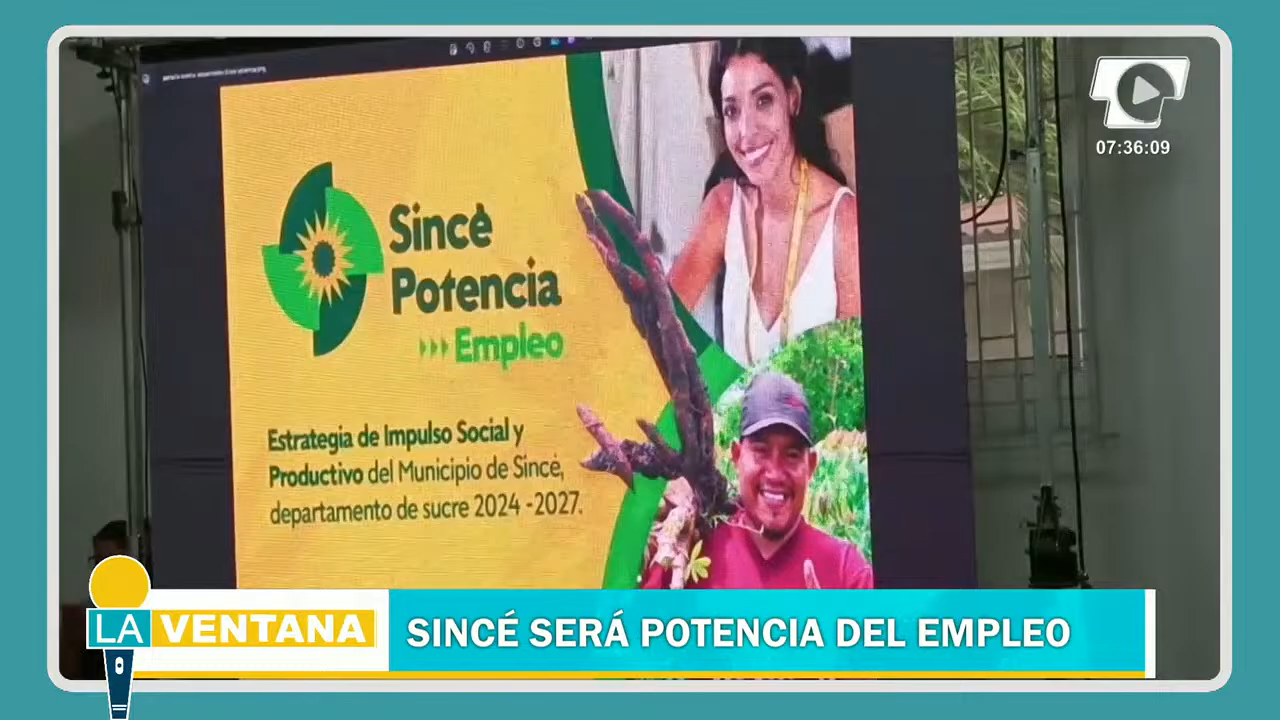 07:36:09
Sincé
Potencia
Empleo
Estrategia de Impulso Social y
Productivo del Municipio de Sincé,
departamento de sucre 2024 -2027.
LA VENTANA
SINCÉ SERÁ POTENCIA DEL EMPLEO